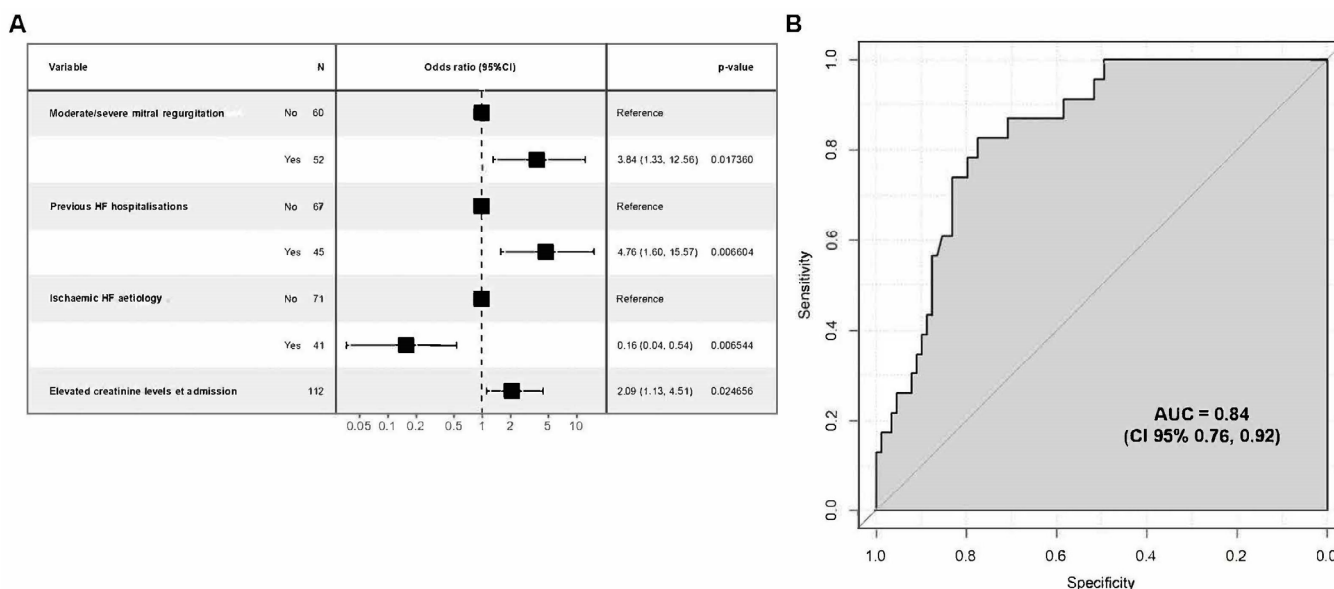 A
Variable N Odds ratio (95%CI) p-value
Moderate/severe mitral regurgitation No 60 Reference
Yes 52 3.84 (1.33, 12.56) 0.017360
Previous HF hospitalisations No 67 Reference
Yes 45 4.76 (1.60, 15.57) 0.006604
Ischaemic HF aetiology No 71 Reference
Yes 41 0.16 (0.04, 0.54) 0.006544
Elevated creatinine levels et admission 112 2.09 (1.13, 4.51) 0.024656
0.05 0.1 0.2 0.5 1 2 5 10
B
Sensitivity
1.0
0.8
0.6
0.4
0.2
0.0
AUC = 0.84
(CI 95% 0.76, 0.92)
1.0 0.8 0.6 0.4 0.2 0.0
Specificity